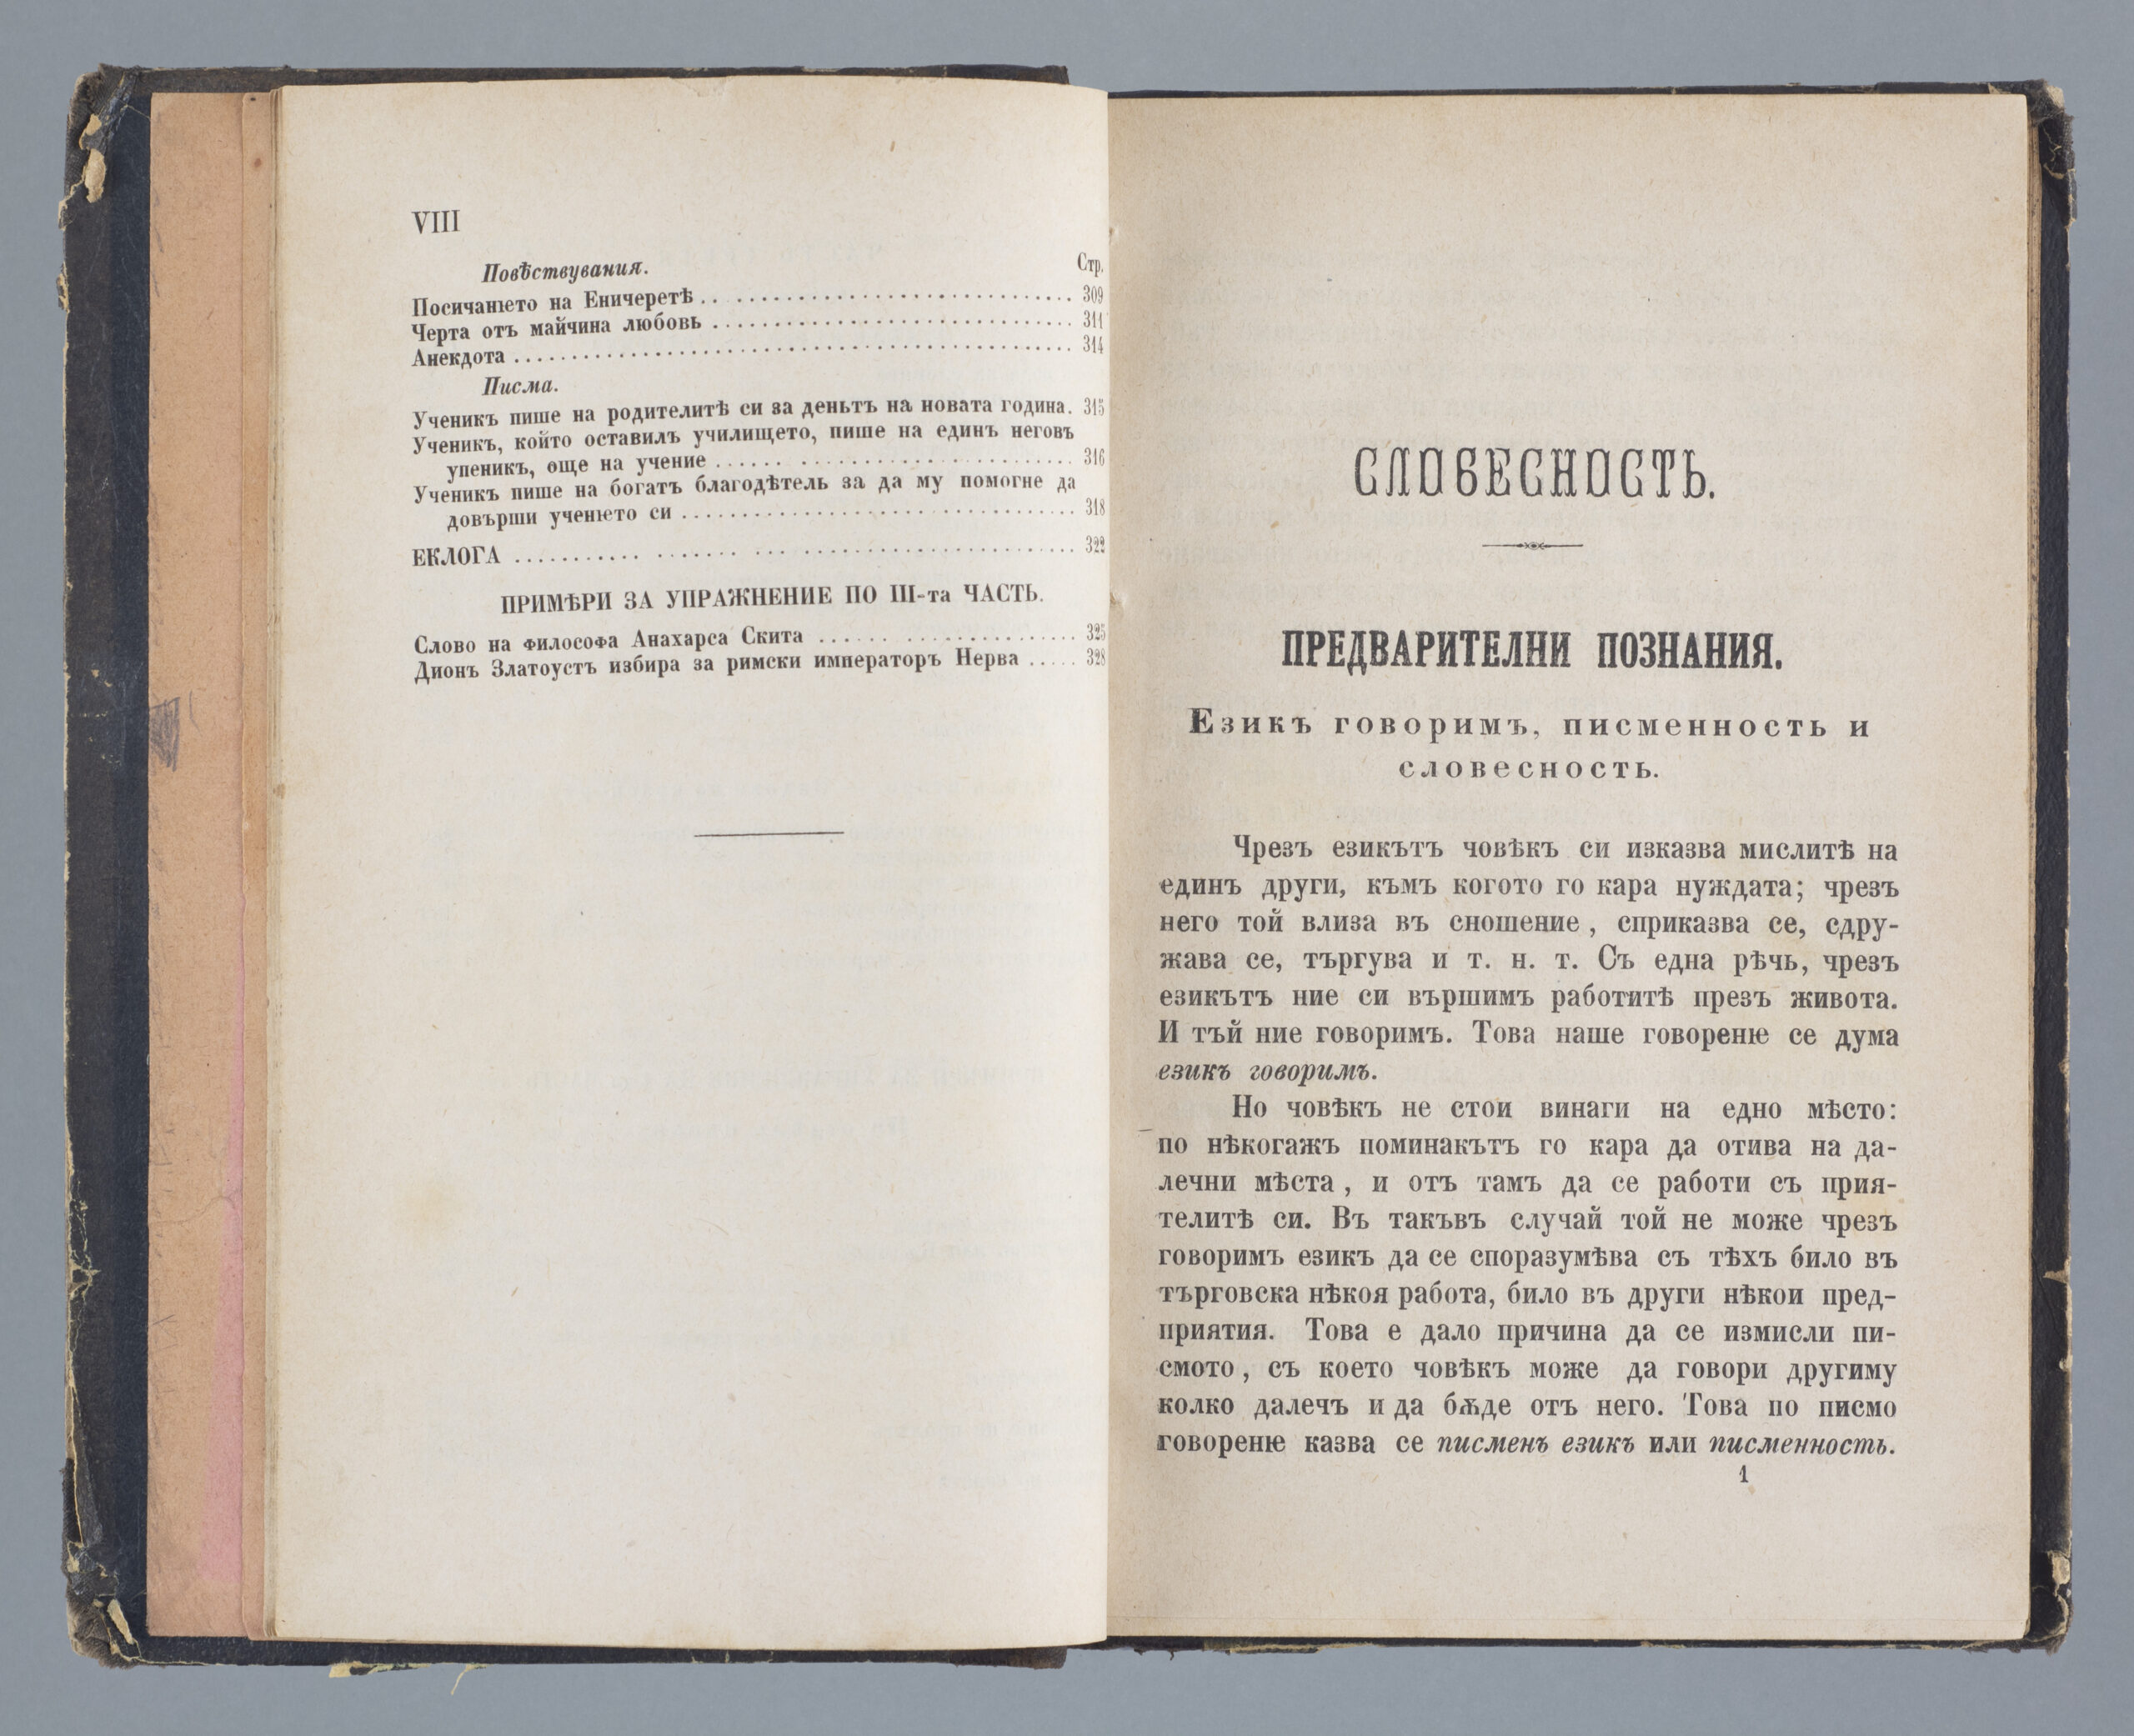 VIII
Повѣствувания. Стр.
Посичаньето на Еничеретѣ . . . . . . . . . . 309
Черта отъ майчина любовь . . . . . . . . . . 311
Анекдота . . . . . . . . . . 314
Писма.
Ученикъ пише на родителитѣ си за деньтъ на новата година. 315
Ученикъ, който оставилъ училището, пише на единъ неговъ
упеникъ, още на учение . . . . . . . . . . 316
Ученикъ пише на богатъ благодѣтель за да му помогне да
довърши ученѥто си . . . . . . . . . . 318
ЕКЛОГА . . . . . . . . . . 322
ПРИМѢРИ ЗА УПРАЖНЕНИЕ ПО III-та ЧАСТЬ.
Слово на философа Анахарса Скита . . . . . . . . . . 325
Дионъ Златоустъ избира за римски императоръ Нерва . . . . . 328
СЛОВЕСНОСТЬ.
ПРЕДВАРИТЕЛНИ ПОЗНАНИЯ.
Езикъ говоримъ, писменность и
словесность.
Чрезъ езикътъ човѣкъ си изказва мислитѣ на
единъ други, към̀ъ когото го кара нуждата; чрезъ
него той влиза въ сношение, сприказва се, сдру-
жава се, търгува и т. н. т. Съ една рѣчь, чрезъ
езикътъ ние си вършимъ работитѣ презъ живота.
И тъй ние говоримъ. Това наше говоренѥ се дума
езикъ говоримъ.
Но човѣкъ не стои винаги на едно мѣсто:
по нѣкогажъ поминакътъ го кара да отива на да-
лечни мѣста, и отъ тамъ да се работи съ прия-
телитѣ си. Въ такъвъ случай той не може чрезъ
говоримъ езикъ да се споразумѣва съ тѣхъ било въ
търговска нѣкоя работа, било въ други нѣкои пред-
приятия. Това е дало причина да се измисли пи-
смото, съ което човѣкъ може да говори другиму
колко далечъ и да бѫде отъ него. Това по писмо
говоренѥ казва се писменъ езикъ или писменность.
1